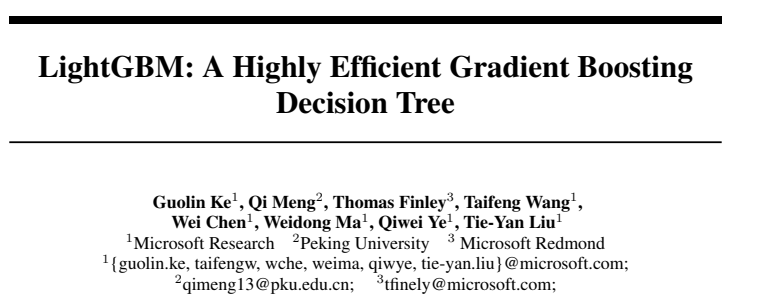 LightGBM: A Highly Efficient Gradient Boosting
Decision Tree
Guolin Ke¹, Qi Meng², Thomas Finley³, Taifeng Wang¹,
Wei Chen¹, Weidong Ma¹, Qiwei Ye¹, Tie-Yan Liu¹
¹Microsoft Research ²Peking University ³ Microsoft Redmond
¹{guolin.ke, taifengw, wche, weima, qiwye, tie-yan.liu}@microsoft.com;
²qimeng13@pku.edu.cn; ³tfinely@microsoft.com;